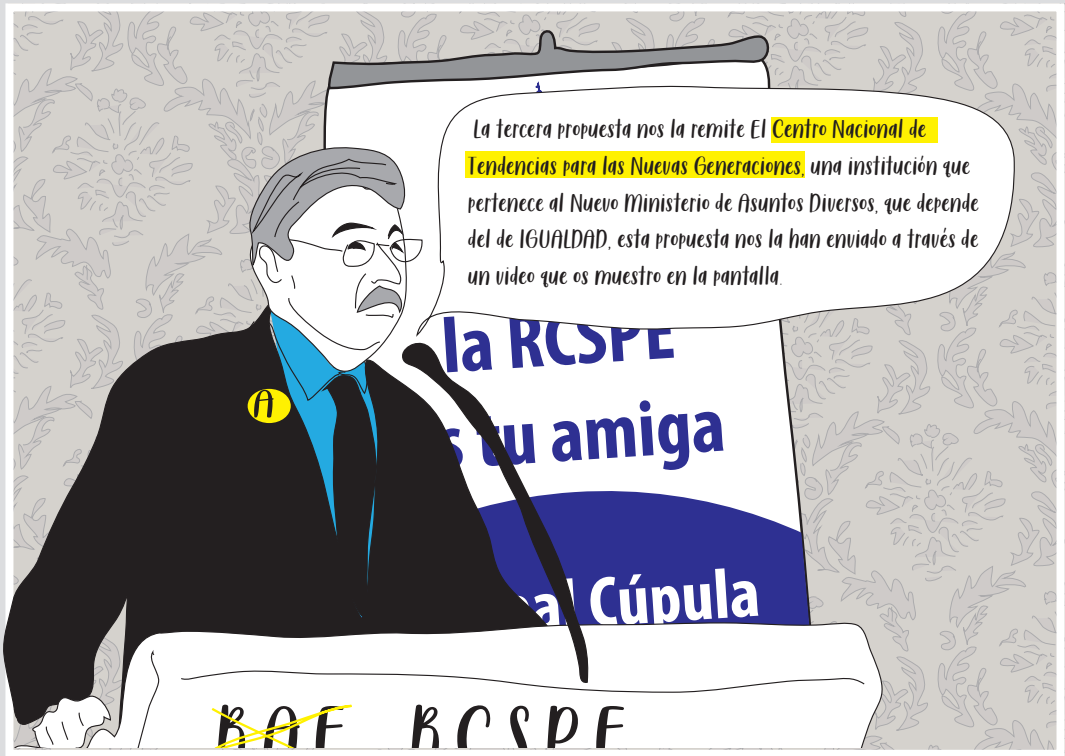 La tercera propuesta nos la remite El Centro Nacional de
Tendencias para las Nuevas Generaciones, una institución que
pertenece al Nuevo Ministerio de Asuntos Diversos, que depende
del de IGUALDAD, esta propuesta nos la han enviado a través de
un video que os muestro en la pantalla.
la RCSPE
s tu amiga
eal Cúpula
A
RAE RCSPE